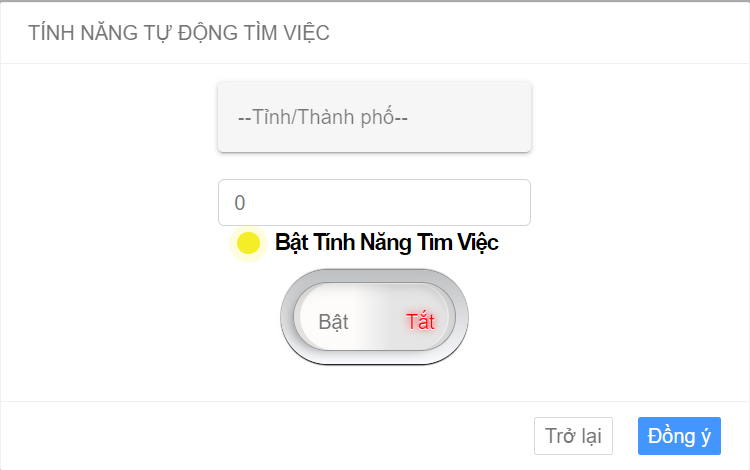 TÍNH NĂNG TỰ ĐỘNG TÌM VIỆC
--Tỉnh/Thành phố--
0
Bật Tính Năng Tìm Việc
Bật Tắt
Trở lại Đồng ý